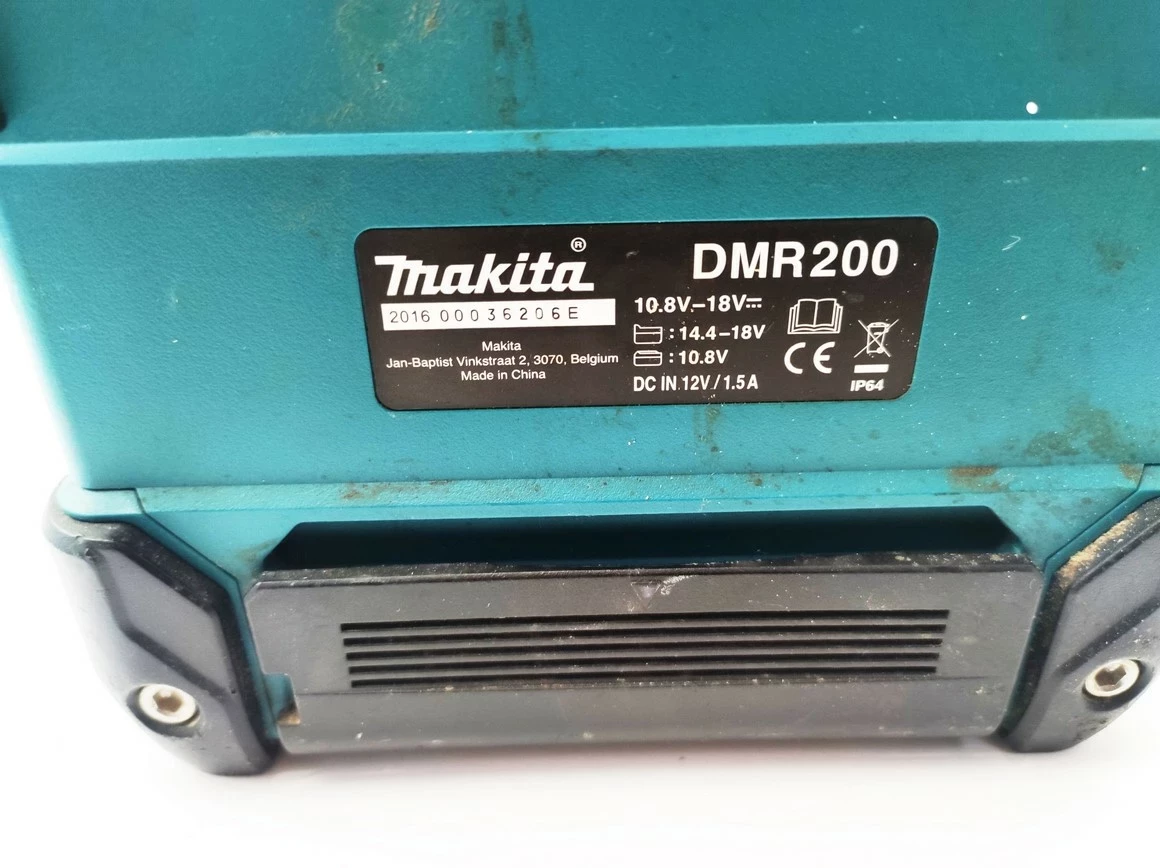 makita®
DMR200
2016 00036206E
Makita
Jan-Baptist Vinkstraat 2, 3070, Belgium
Made in China
10.8V⎓18V⎓
: 14.4–18V
: 10.8V
DC IN 12V / 1.5A
CE
IP64